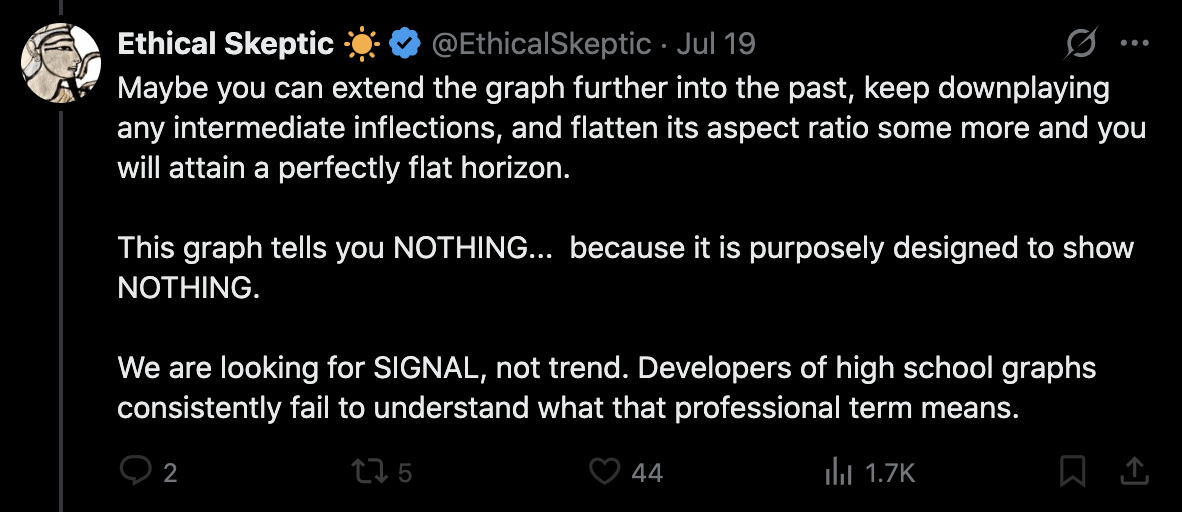 Ethical Skeptic ☀️ @EthicalSkeptic · Jul 19
Maybe you can extend the graph further into the past, keep downplaying
any intermediate inflections, and flatten its aspect ratio some more and you
will attain a perfectly flat horizon.
This graph tells you NOTHING...  because it is purposely designed to show
NOTHING.
We are looking for SIGNAL, not trend. Developers of high school graphs
consistently fail to understand what that professional term means.
2 5 44 1.7K